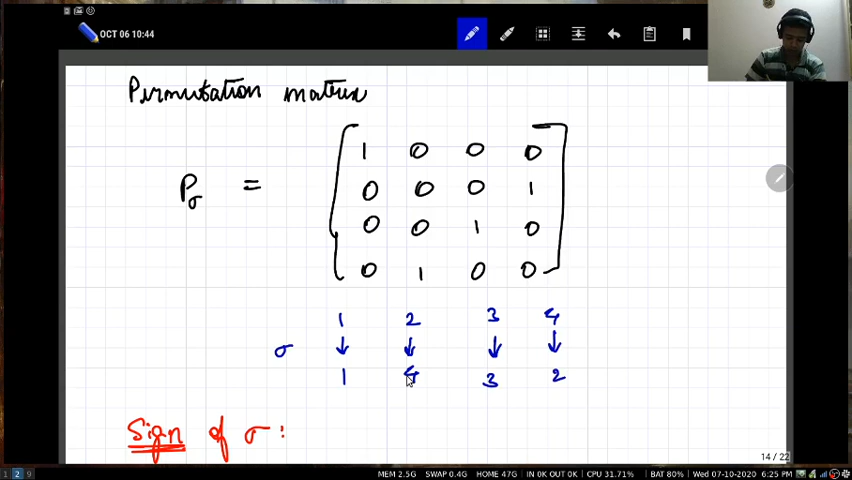 OCT 06 10:44
Permutation matrix
Pσ = [ 1 0 0 0
0 0 0 1
0 0 1 0
0 1 0 0 ]
1 2 3 4
σ ↓ ↓ ↓ ↓
1 4 3 2
Sign of σ :
14 / 22
1 2 9 MEM 2.5G SWAP 0.4G HOME 47G IN 0K OUT 0K CPU 31.71% BAT 80% Wed 07-10-2020 6:25 PM